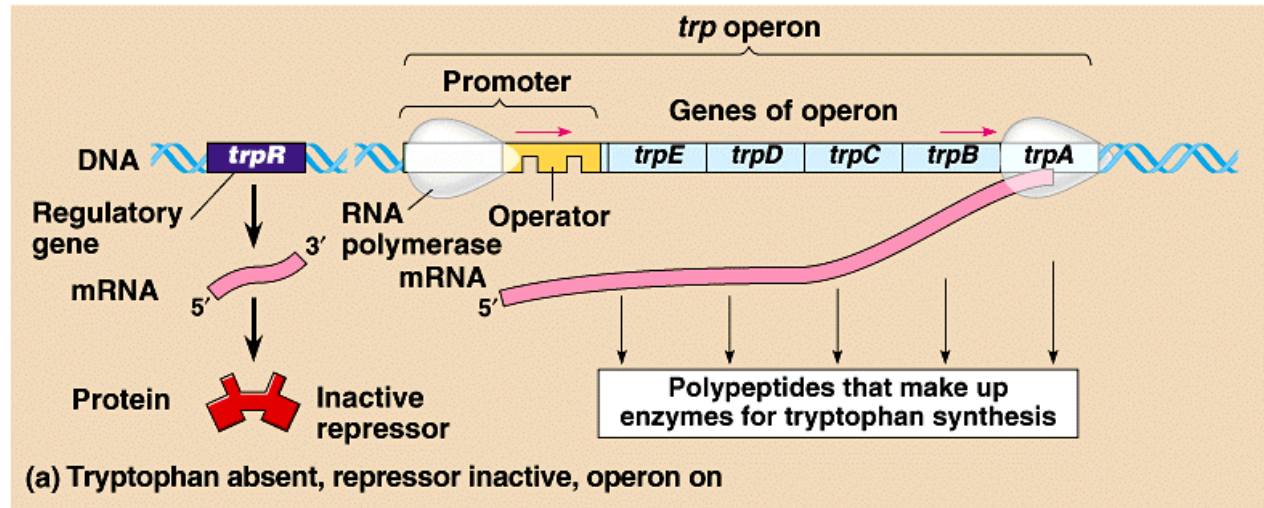 trp operon
Promoter
Genes of operon
DNA
trpR
trpE
trpD
trpC
trpB
trpA
Regulatory
gene
RNA
polymerase
Operator
mRNA
5′
3′
mRNA
5′
Protein
Inactive
repressor
Polypeptides that make up
enzymes for tryptophan synthesis
(a) Tryptophan absent, repressor inactive, operon on